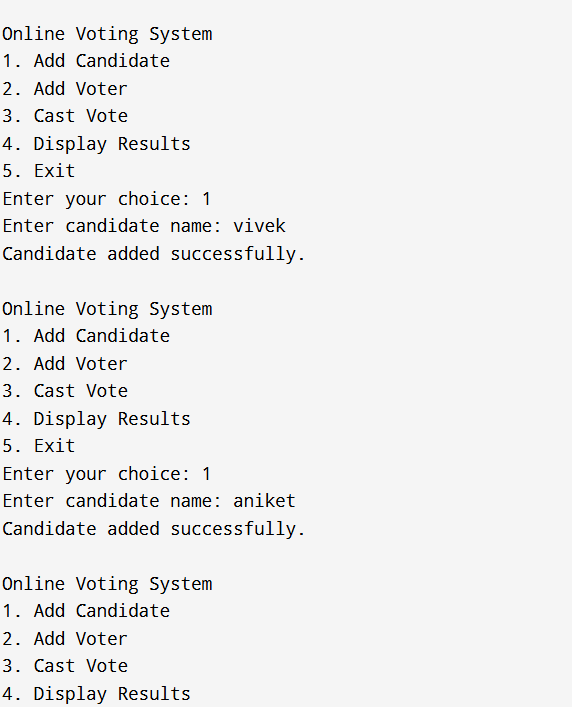 Online Voting System
1. Add Candidate
2. Add Voter
3. Cast Vote
4. Display Results
5. Exit
Enter your choice: 1
Enter candidate name: vivek
Candidate added successfully.
Online Voting System
1. Add Candidate
2. Add Voter
3. Cast Vote
4. Display Results
5. Exit
Enter your choice: 1
Enter candidate name: aniket
Candidate added successfully.
Online Voting System
1. Add Candidate
2. Add Voter
3. Cast Vote
4. Display Results